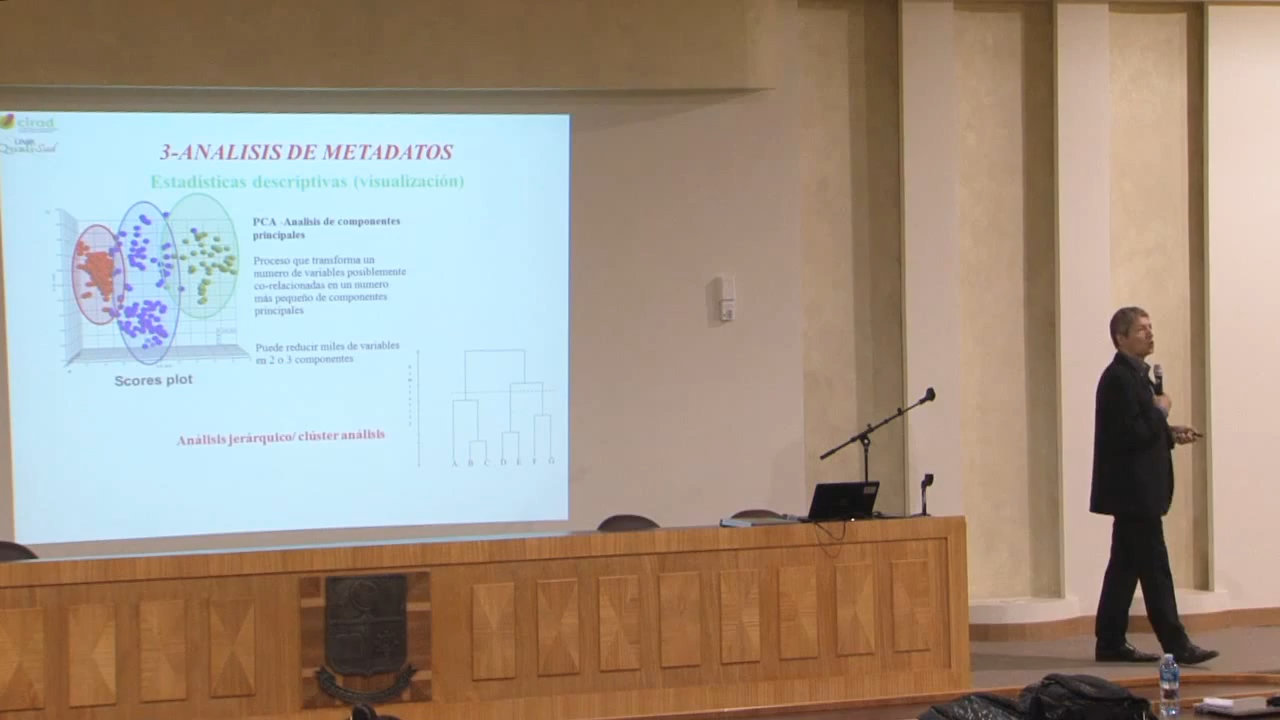 cirad
3-ANALISIS DE METADATOS
Estadísticas descriptivas (visualización)
PCA -Analisis de componentes
principales
Proceso que transforma un
numero de variables posiblemente
co-relacionadas en un numero
más pequeño de componentes
principales
Puede reducir miles de variables
en 2 o 3 componentes
Scores plot
Análisis jerárquico/ clúster análisis
A B C D E F G